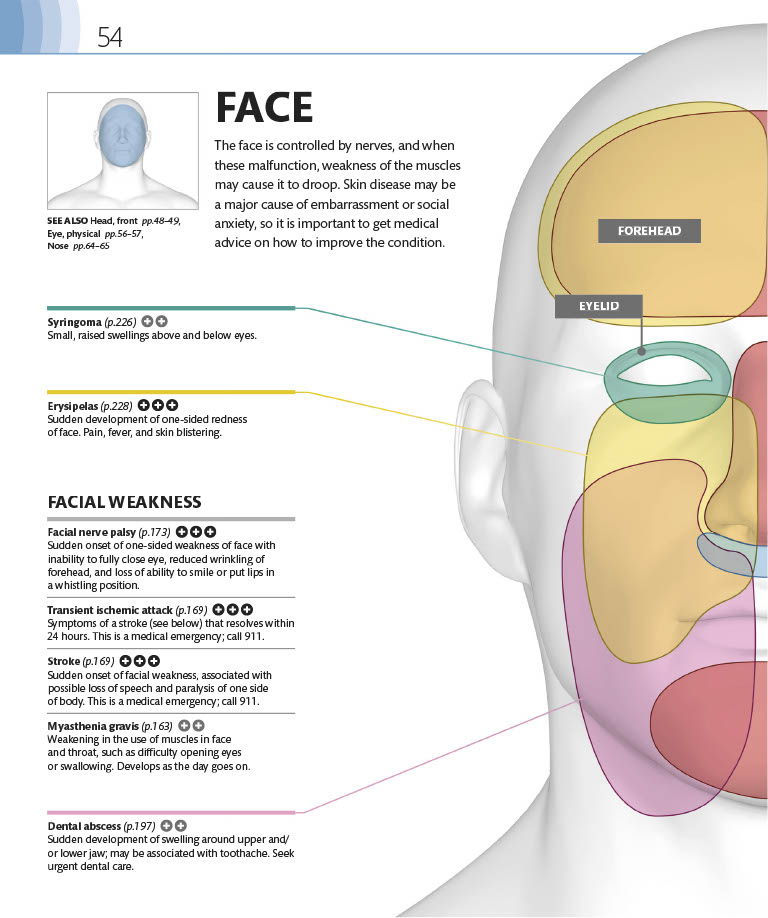 54
FACE
The face is controlled by nerves, and when
these malfunction, weakness of the muscles
may cause it to droop. Skin disease may be
a major cause of embarrassment or social
anxiety, so it is important to get medical
advice on how to improve the condition.
SEE ALSO Head, front pp.48–49,
Eye, physical pp.56–57,
Nose pp.64–65
FOREHEAD
EYELID
Syringoma (p.226)
Small, raised swellings above and below eyes.
Erysipelas (p.228)
Sudden development of one-sided redness
of face. Pain, fever, and skin blistering.
FACIAL WEAKNESS
Facial nerve palsy (p.173)
Sudden onset of one-sided weakness of face with
inability to fully close eye, reduced wrinkling of
forehead, and loss of ability to smile or put lips in
a whistling position.
Transient ischemic attack (p.169)
Symptoms of a stroke (see below) that resolves within
24 hours. This is a medical emergency; call 911.
Stroke (p.169)
Sudden onset of facial weakness, associated with
possible loss of speech and paralysis of one side
of body. This is a medical emergency; call 911.
Myasthenia gravis (p.163)
Weakening in the use of muscles in face
and throat, such as difficulty opening eyes
or swallowing. Develops as the day goes on.
Dental abscess (p.197)
Sudden development of swelling around upper and/
or lower jaw; may be associated with toothache. Seek
urgent dental care.